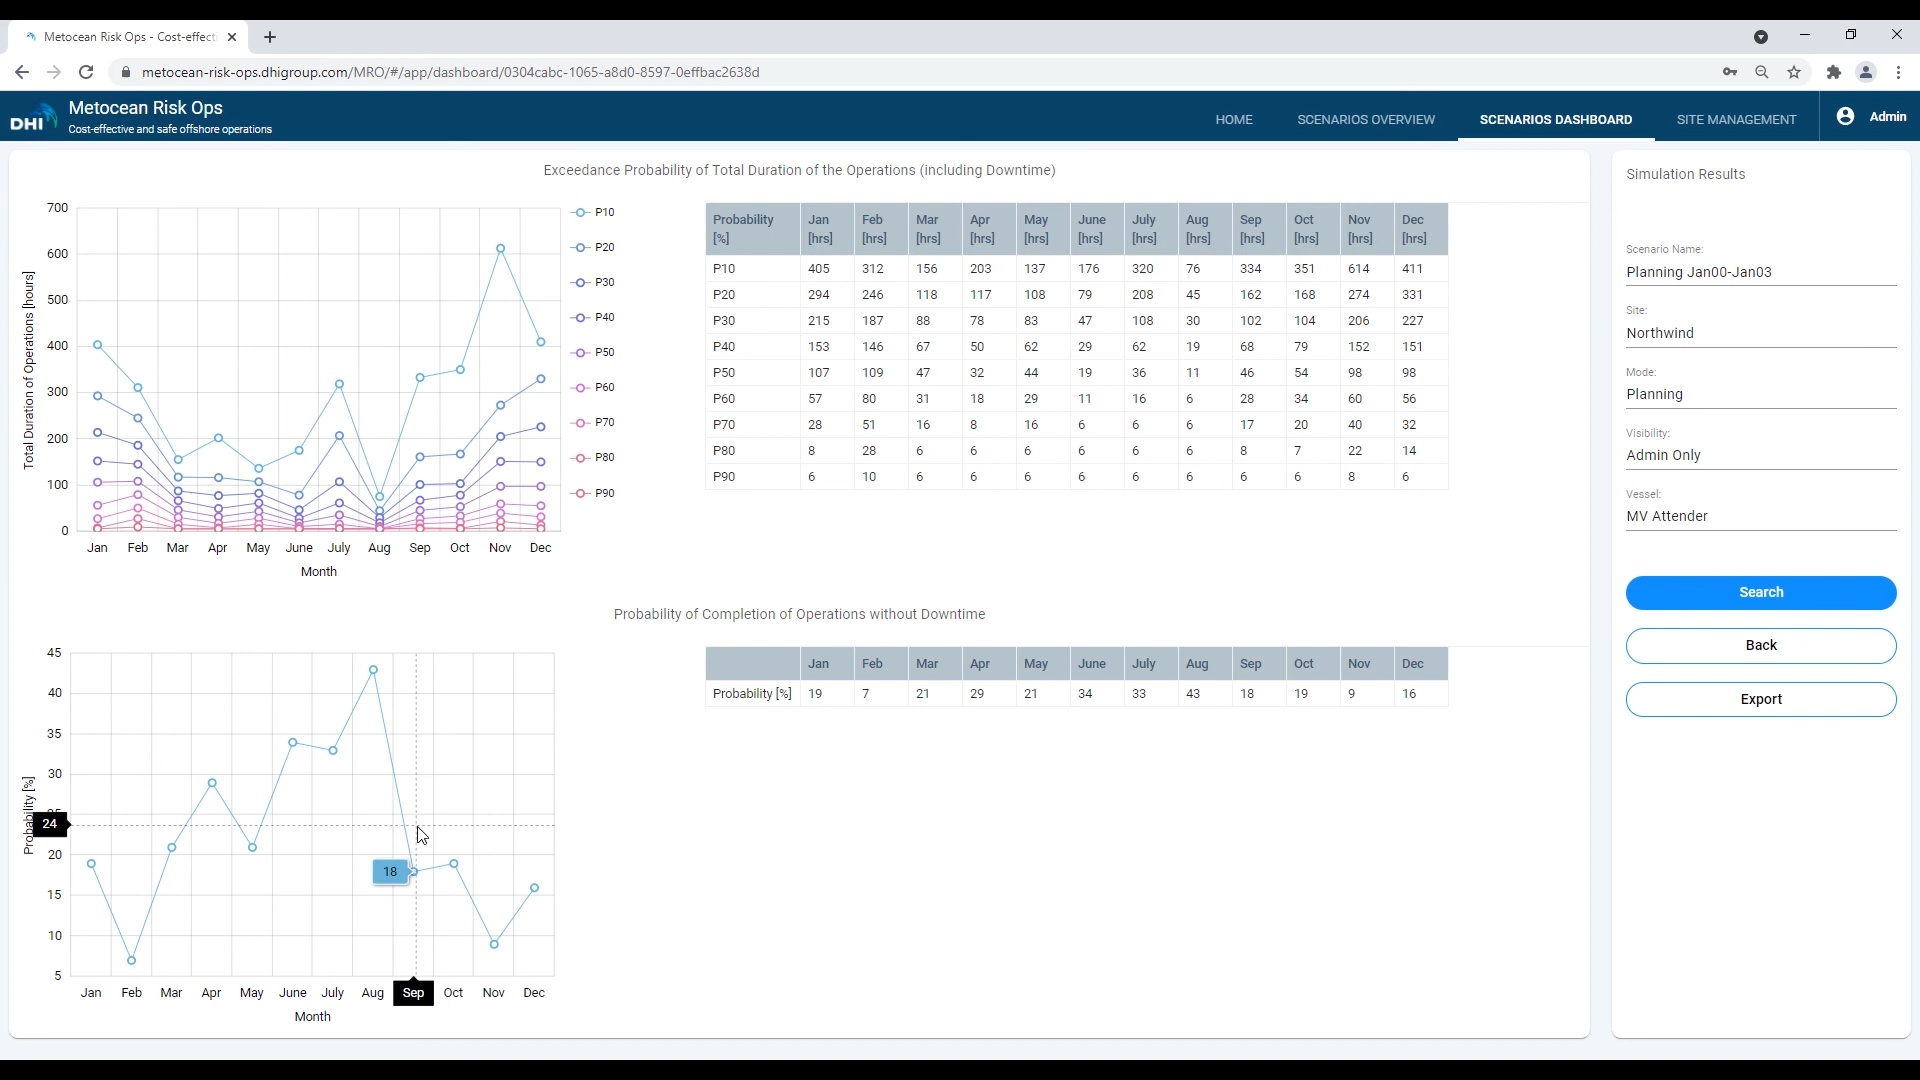 Metocean Risk Ops - Cost-effecti
metocean-risk-ops.dhigroup.com/MRO/#/app/dashboard/0304cabc-1065-a8d0-8597-0effbac2638d
DHI
Metocean Risk Ops
Cost-effective and safe offshore operations
HOME SCENARIOS OVERVIEW SCENARIOS DASHBOARD SITE MANAGEMENT Admin
Exceedance Probability of Total Duration of the Operations (including Downtime)
Total Duration of Operations [hours]
700
600
500
400
300
200
100
0
Jan Feb Mar Apr May June July Aug Sep Oct Nov Dec
Month
P10
P20
P30
P40
P50
P60
P70
P80
P90
Probability Jan Feb Mar Apr May June July Aug Sep Oct Nov Dec
[%] [hrs] [hrs] [hrs] [hrs] [hrs] [hrs] [hrs] [hrs] [hrs] [hrs] [hrs] [hrs]
P10 405 312 156 203 137 176 320 76 334 351 614 411
P20 294 246 118 117 108 79 208 45 162 168 274 331
P30 215 187 88 78 83 47 108 30 102 104 206 227
P40 153 146 67 50 62 29 62 19 68 79 152 151
P50 107 109 47 32 44 19 36 11 46 54 98 98
P60 57 80 31 18 29 11 16 6 28 34 60 56
P70 28 51 16 8 16 6 6 6 17 20 40 32
P80 8 28 6 6 6 6 6 6 8 7 22 14
P90 6 10 6 6 6 6 6 6 6 6 8 6
Probability of Completion of Operations without Downtime
Probability [%]
45
40
35
30
25
24
20
15
10
5
18
Jan Feb Mar Apr May June July Aug Sep Oct Nov Dec
Month
Jan Feb Mar Apr May June July Aug Sep Oct Nov Dec
Probability [%] 19 7 21 29 21 34 33 43 18 19 9 16
Simulation Results
Scenario Name:
Planning Jan00-Jan03
Site:
Northwind
Mode:
Planning
Visibility:
Admin Only
Vessel:
MV Attender
Search
Back
Export